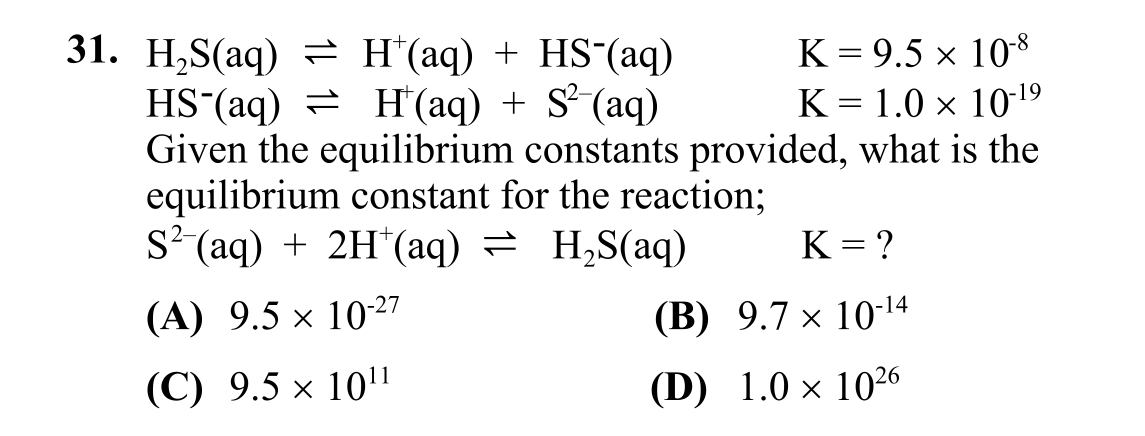 31. H₂S(aq) ⇌ H⁺(aq) + HS⁻(aq) K = 9.5 × 10⁻⁸
HS⁻(aq) ⇌ H⁺(aq) + S²⁻(aq) K = 1.0 × 10⁻¹⁹
Given the equilibrium constants provided, what is the
equilibrium constant for the reaction;
S²⁻(aq) + 2H⁺(aq) ⇌ H₂S(aq) K = ?
(A) 9.5 × 10⁻²⁷ (B) 9.7 × 10⁻¹⁴
(C) 9.5 × 10¹¹ (D) 1.0 × 10²⁶